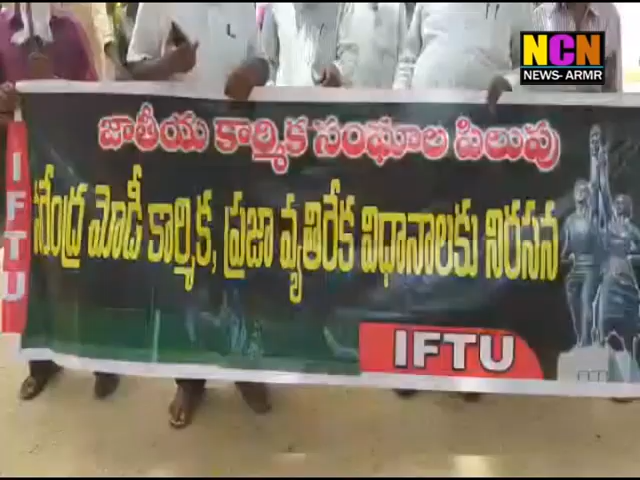 NCN
NEWS-ARMR
జాతీయ కార్మిక సంఘాల పిలుపు
నరేంద్ర మోడీ కార్మిక, ప్రజా వ్యతిరేక విధానాలకు నిరసన
IFTU
IFTU